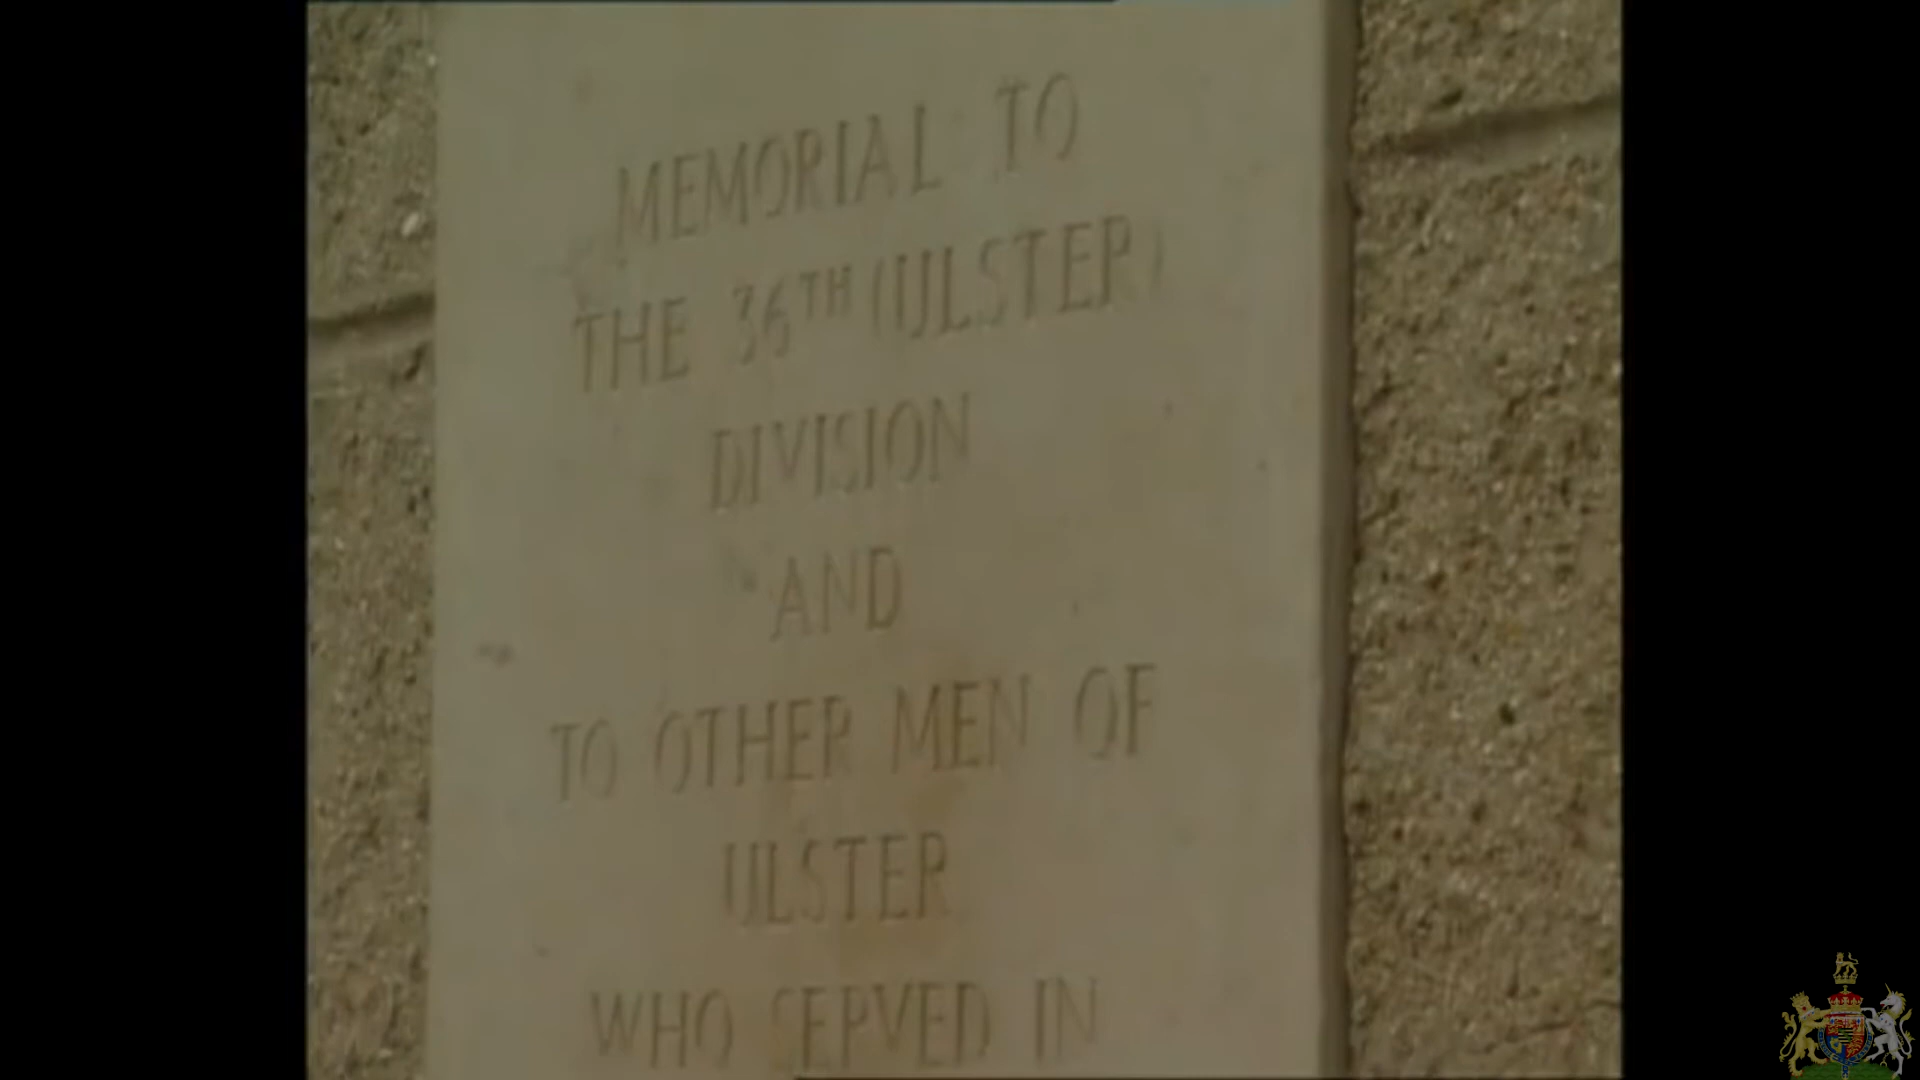 MEMORIAL TO
THE 36TH (ULSTER)
DIVISION
AND
TO OTHER MEN OF
ULSTER
WHO SERVED IN